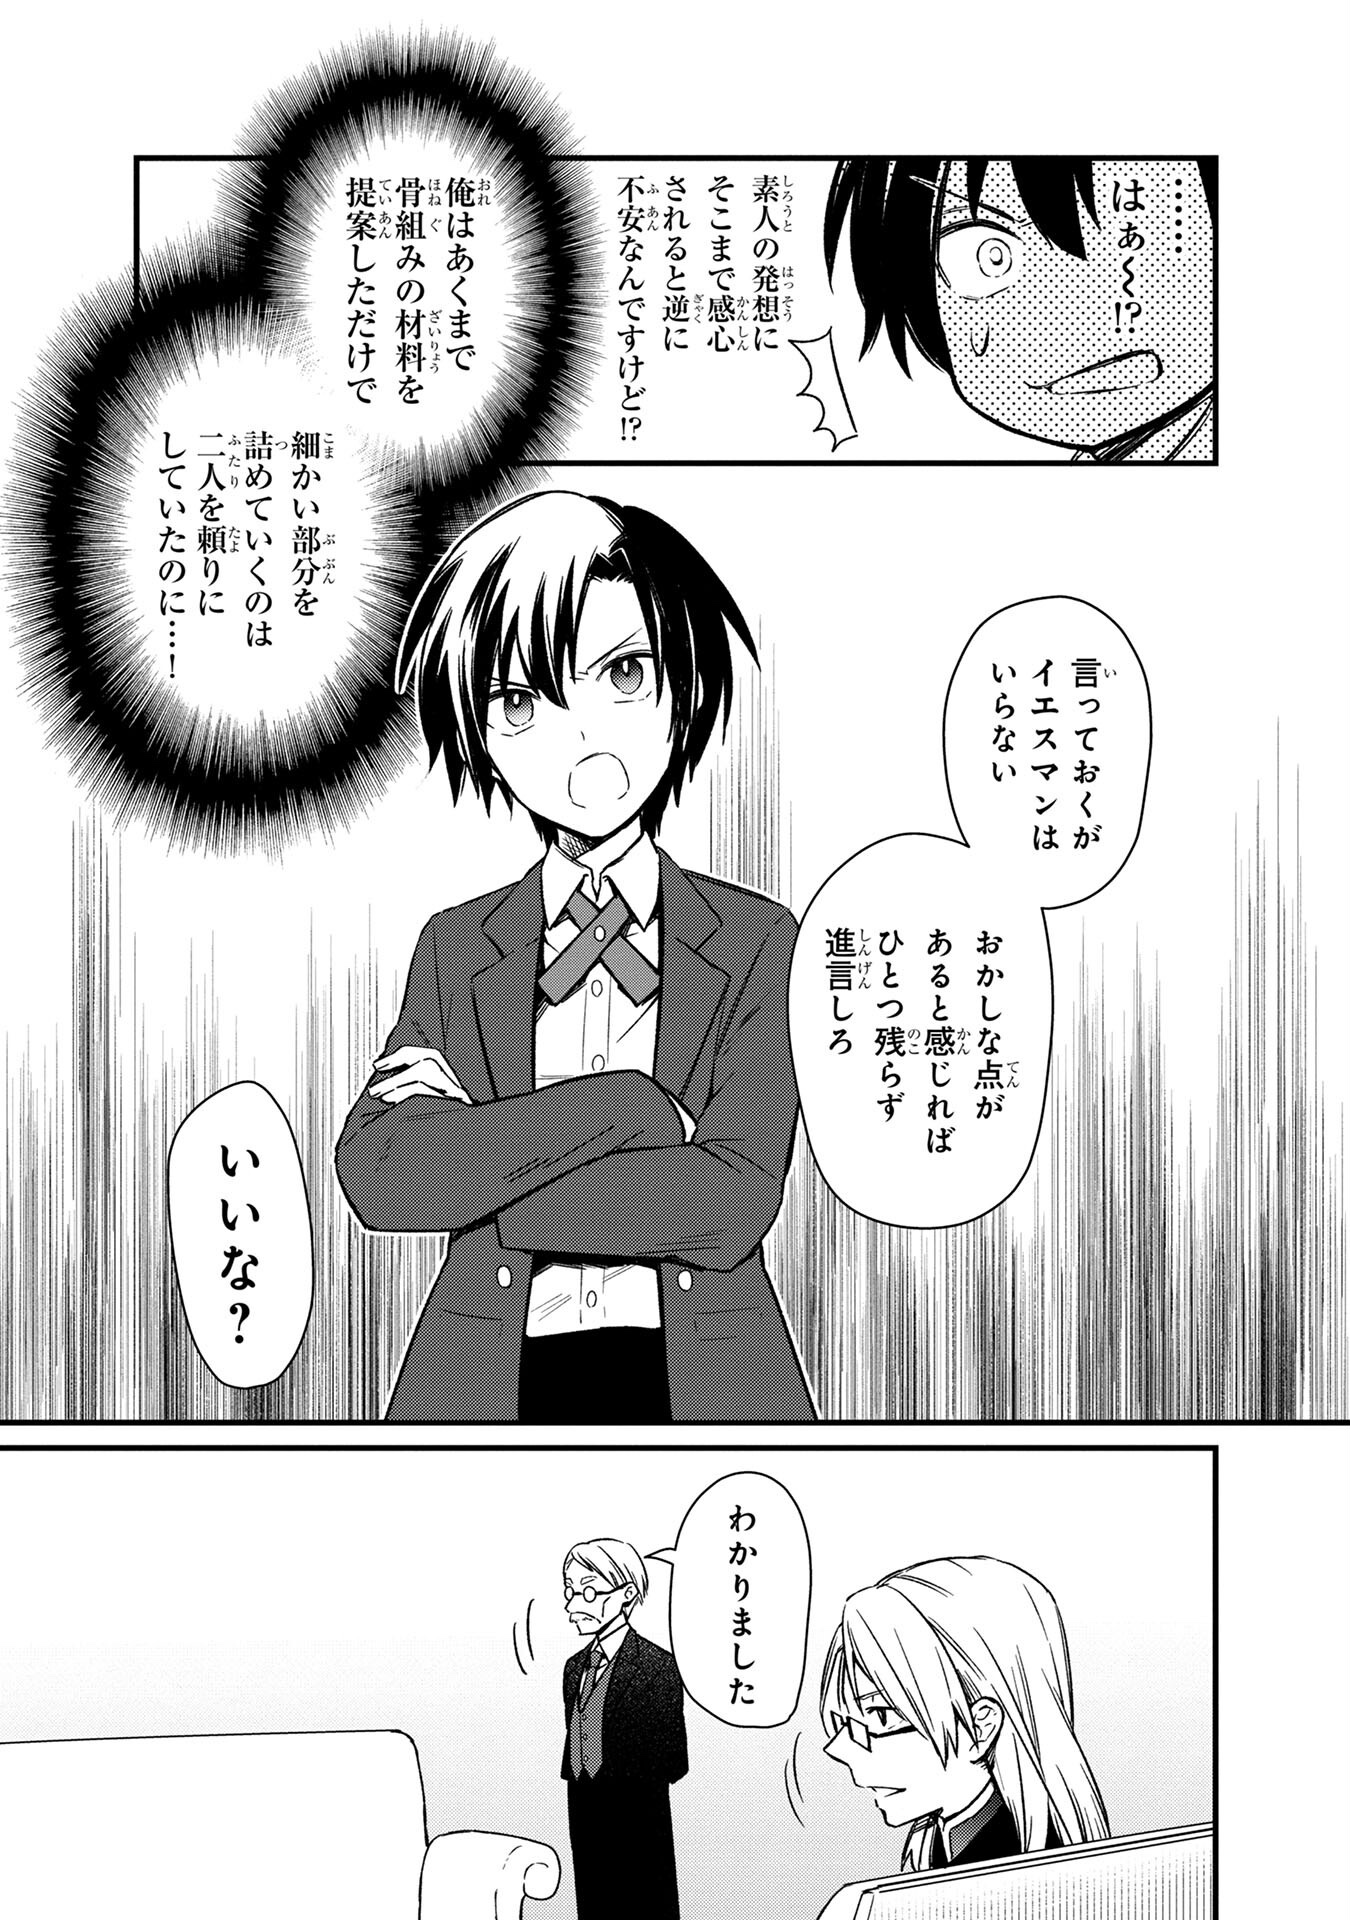 ……
はぁ〜!?
素人の発想に
そこまで感心
されると逆に
不安なんですけど!?
俺はあくまで
骨組みの材料を
提案しただけで
細かい部分を
詰めていくのは
二人を頼りに
していたのに…!
言っておくが
イエスマンは
いらない
おかしな点が
あると感じれば
ひとつ残らず
進言しろ
いいな?
わかりました